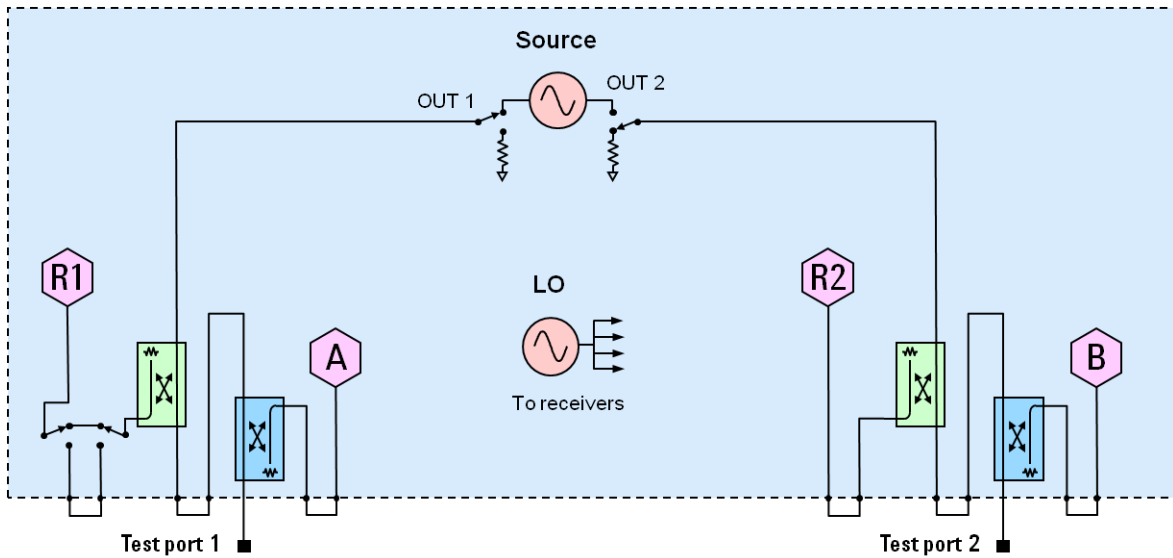 Source
OUT 1
OUT 2
R1
LO
R2
A
B
To receivers
Test port 1
Test port 2